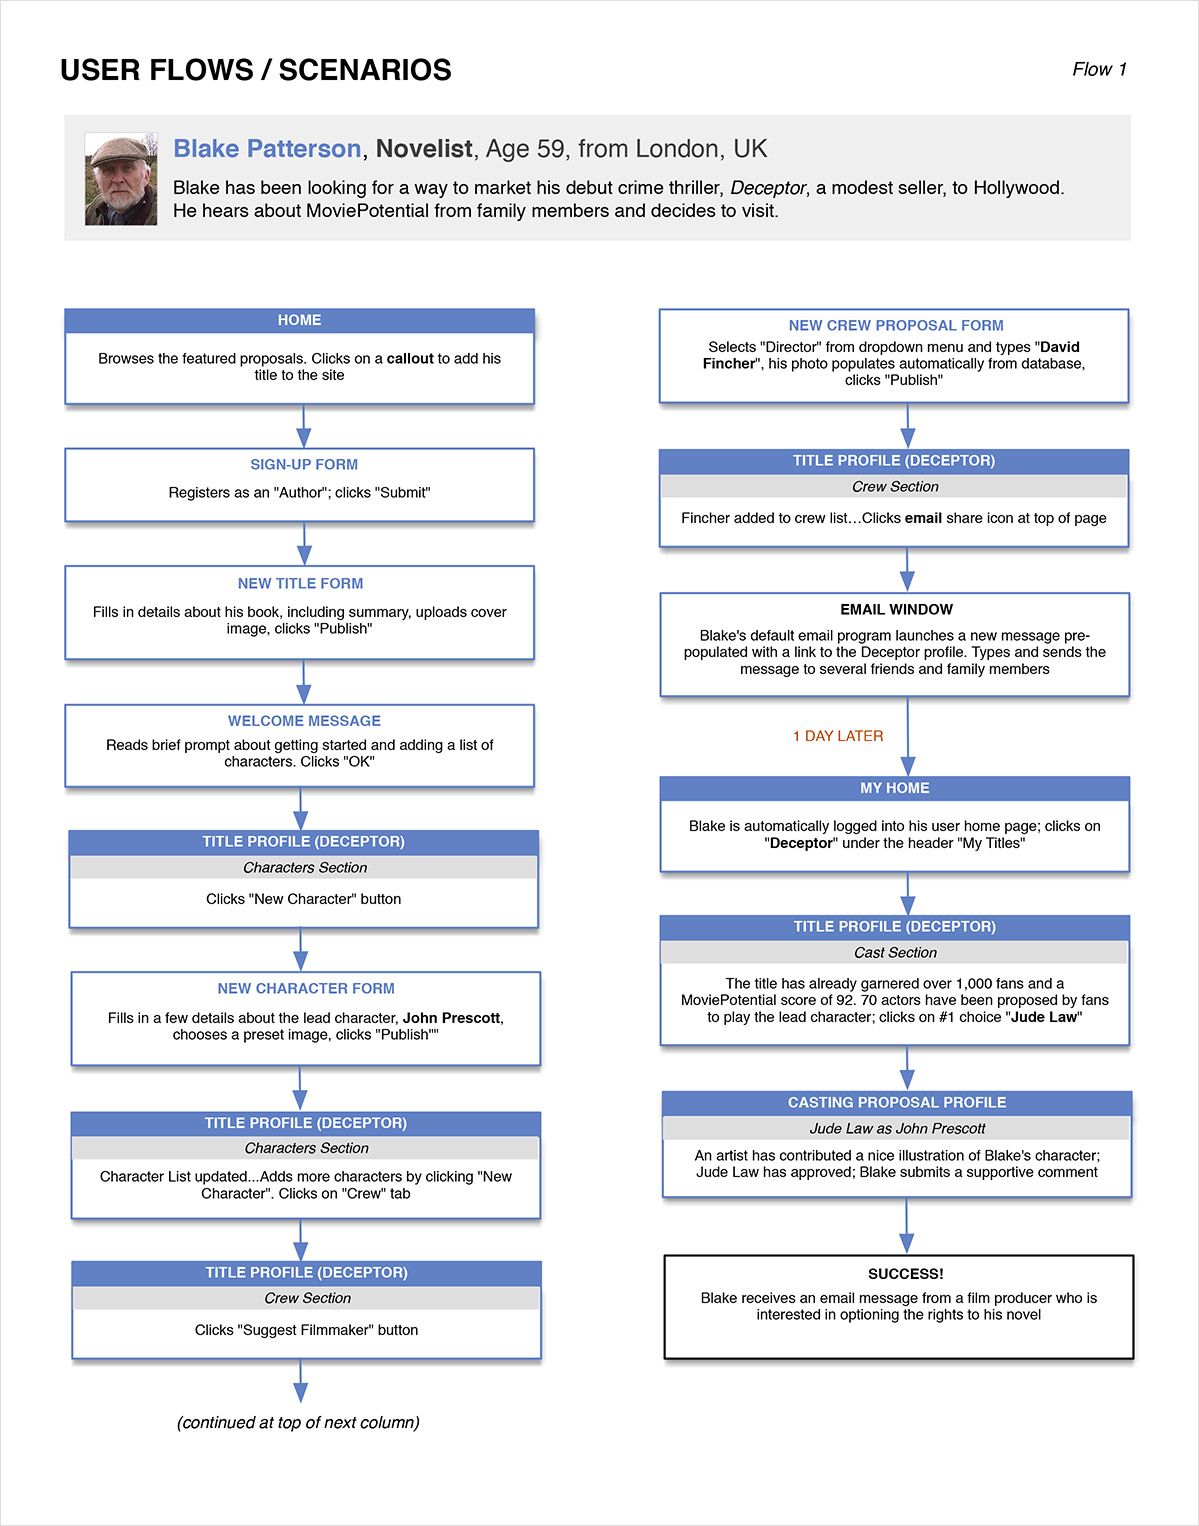 USER FLOWS / SCENARIOS
Flow 1
Blake Patterson, Novelist, Age 59, from London, UK
Blake has been looking for a way to market his debut crime thriller, Deceptor, a modest seller, to Hollywood.
He hears about MoviePotential from family members and decides to visit.
HOME
Browses the featured proposals. Clicks on a callout to add his
title to the site
SIGN-UP FORM
Registers as an "Author"; clicks "Submit"
NEW TITLE FORM
Fills in details about his book, including summary, uploads cover
image, clicks "Publish"
WELCOME MESSAGE
Reads brief prompt about getting started and adding a list of
characters. Clicks "OK"
TITLE PROFILE (DECEPTOR)
Characters Section
Clicks "New Character" button
NEW CHARACTER FORM
Fills in a few details about the lead character, John Prescott,
chooses a preset image, clicks "Publish""
TITLE PROFILE (DECEPTOR)
Characters Section
Character List updated...Adds more characters by clicking "New
Character". Clicks on "Crew" tab
TITLE PROFILE (DECEPTOR)
Crew Section
Clicks "Suggest Filmmaker" button
(continued at top of next column)
NEW CREW PROPOSAL FORM
Selects "Director" from dropdown menu and types "David
Fincher", his photo populates automatically from database,
clicks "Publish"
TITLE PROFILE (DECEPTOR)
Crew Section
Fincher added to crew list…Clicks email share icon at top of page
EMAIL WINDOW
Blake's default email program launches a new message pre-
populated with a link to the Deceptor profile. Types and sends the
message to several friends and family members
1 DAY LATER
MY HOME
Blake is automatically logged into his user home page; clicks on
"Deceptor" under the header "My Titles"
TITLE PROFILE (DECEPTOR)
Cast Section
The title has already garnered over 1,000 fans and a
MoviePotential score of 92. 70 actors have been proposed by fans
to play the lead character; clicks on #1 choice "Jude Law"
CASTING PROPOSAL PROFILE
Jude Law as John Prescott
An artist has contributed a nice illustration of Blake's character;
Jude Law has approved; Blake submits a supportive comment
SUCCESS!
Blake receives an email message from a film producer who is
interested in optioning the rights to his novel